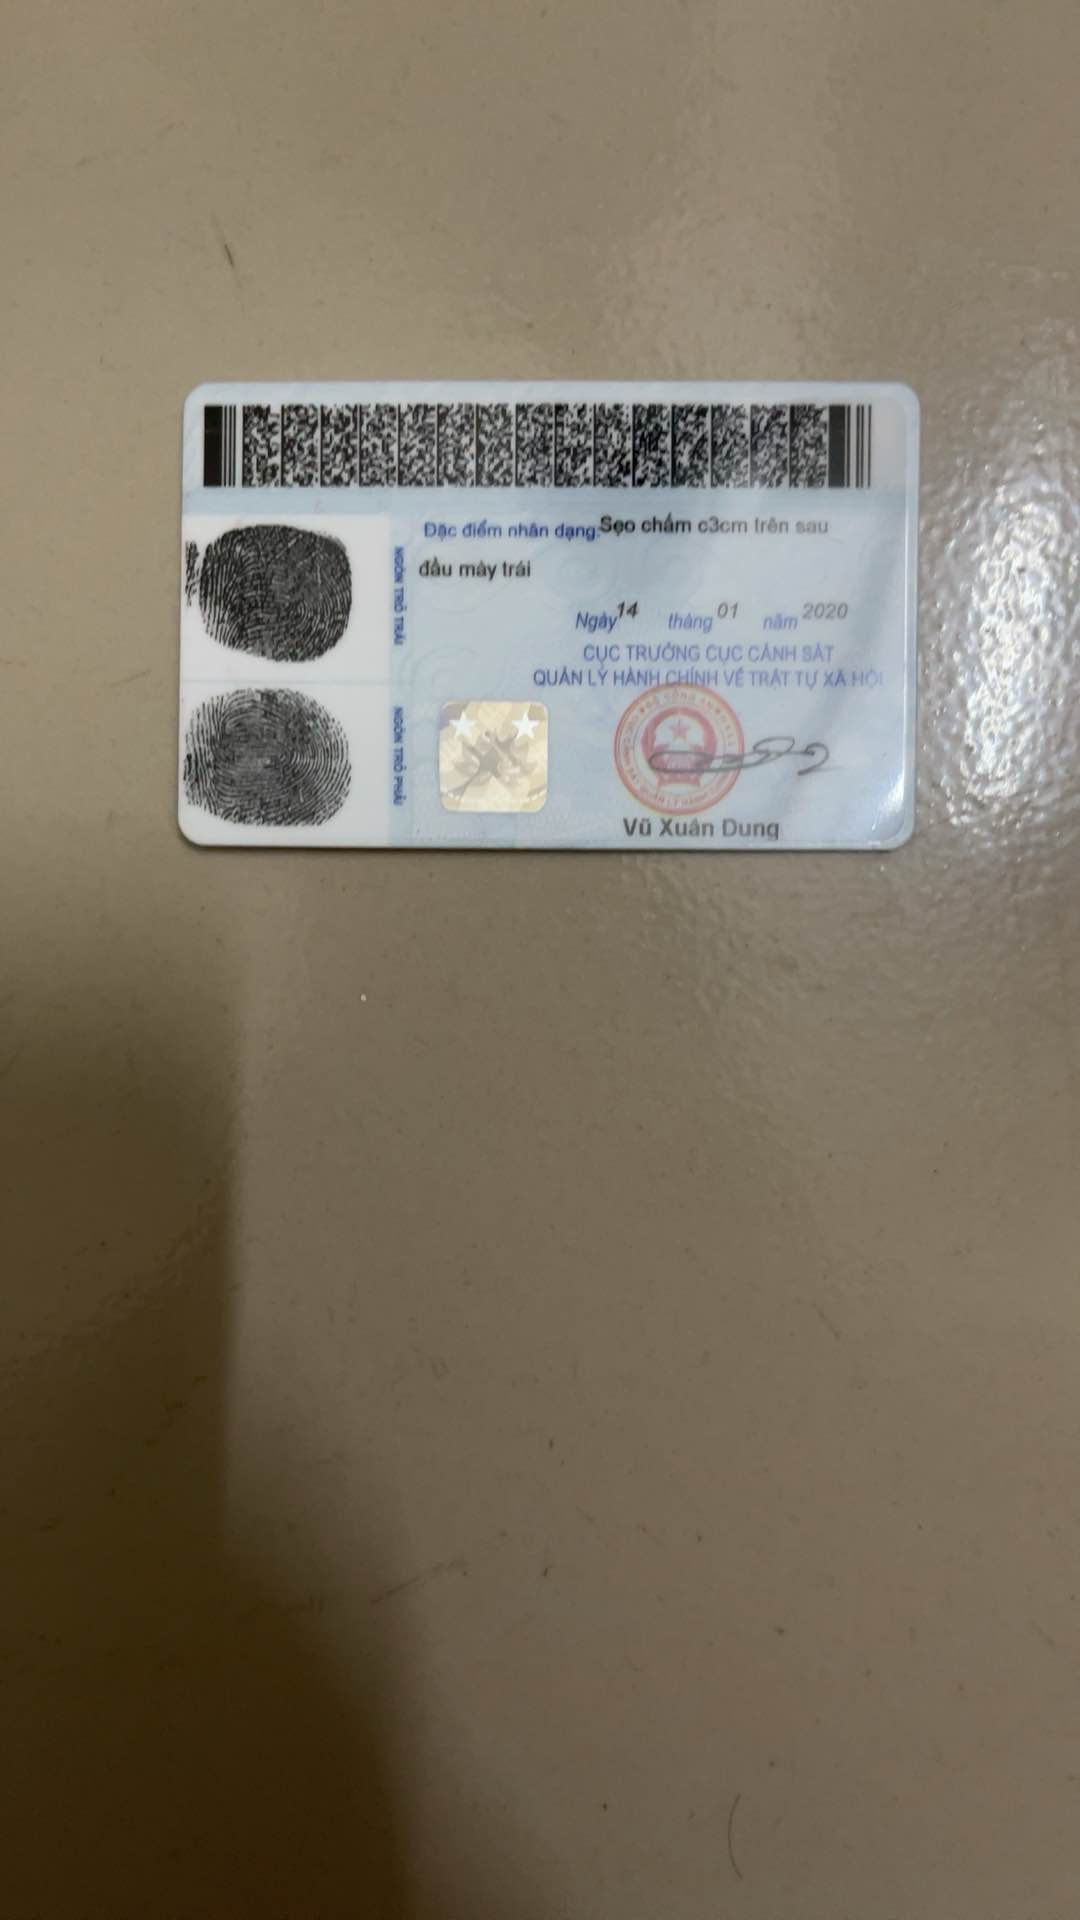 Đặc điểm nhân dạng: Sẹo chấm c3cm trên sau
đầu mày trái
NGÓN TRỎ TRÁI
Ngày 14 tháng 01 năm 2020
CỤC TRƯỞNG CỤC CẢNH SÁT
QUẢN LÝ HÀNH CHÍNH VỀ TRẬT TỰ XÃ HỘI
NGÓN TRỎ PHẢI
Vũ Xuân Dung